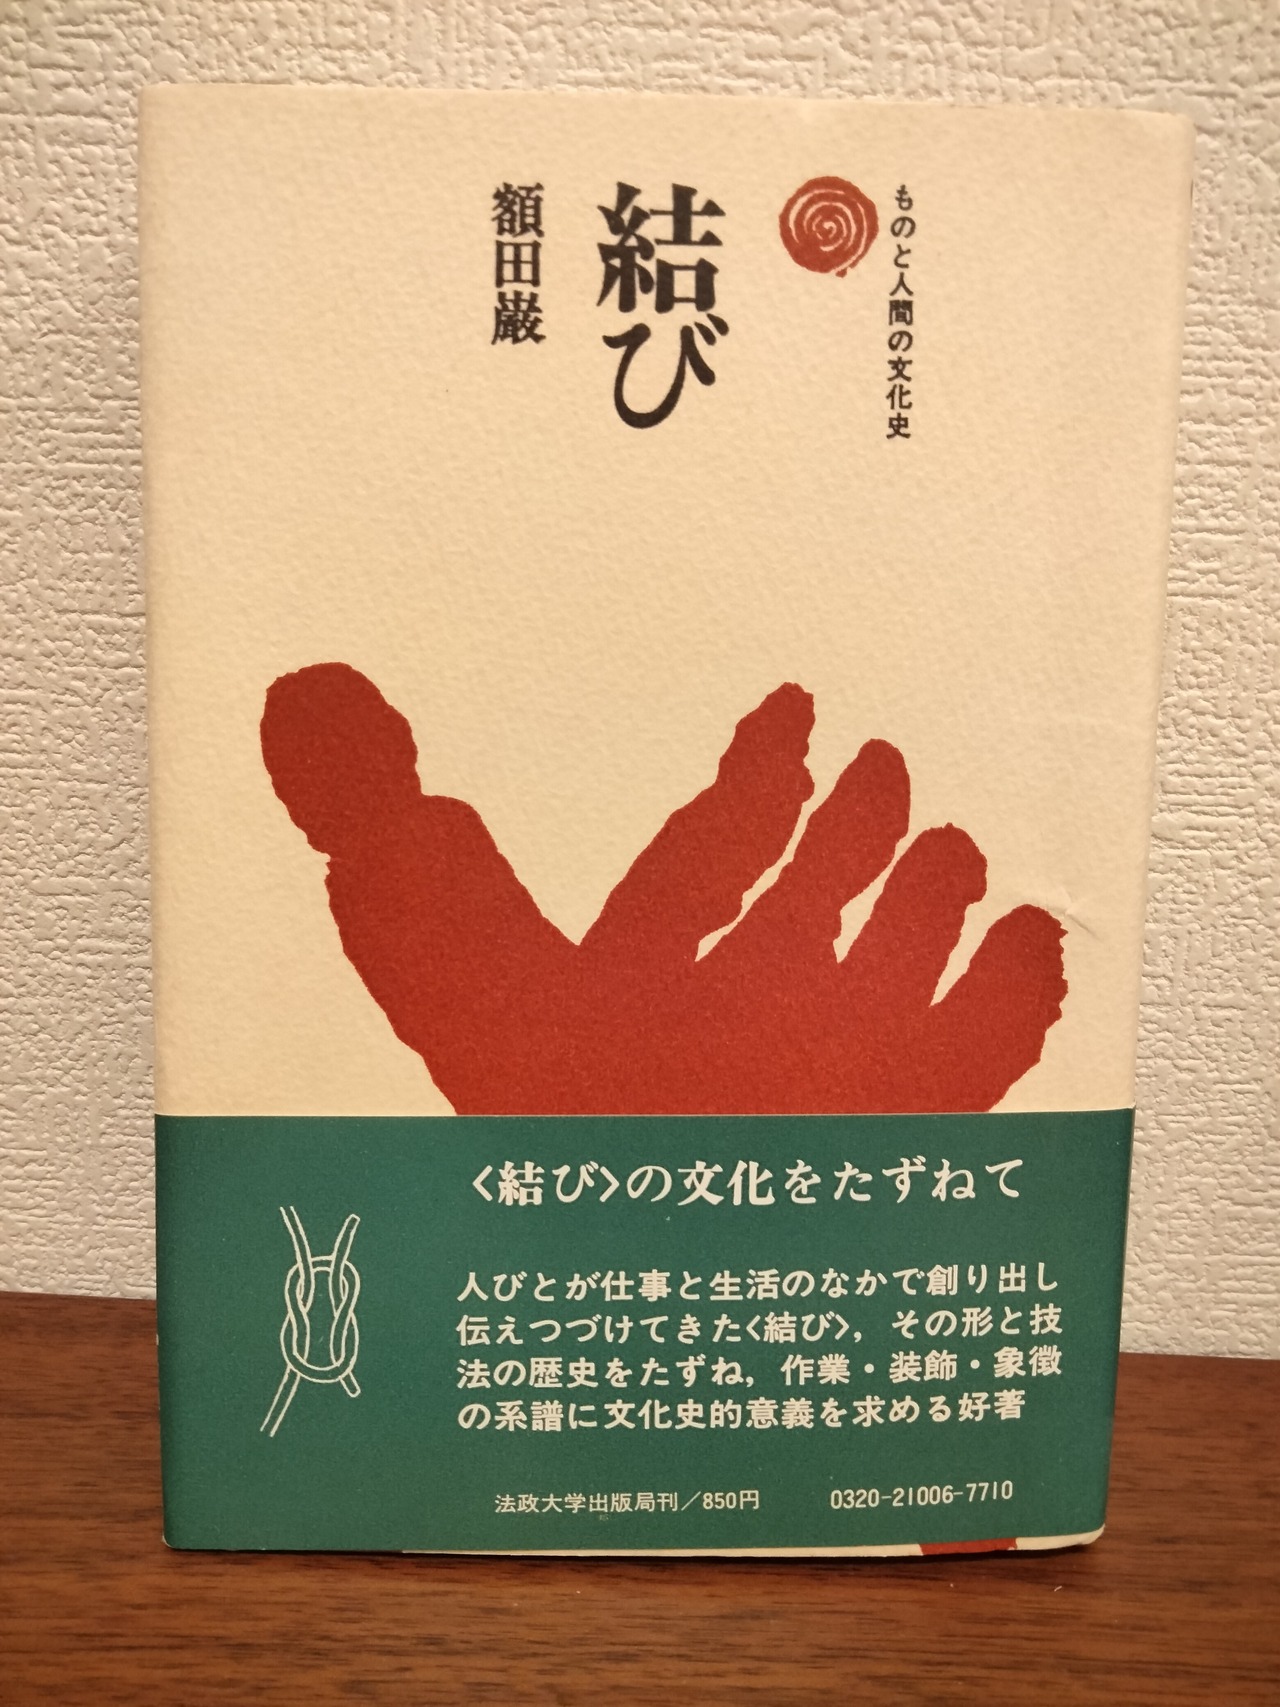 ものと人間の文化史
結び
額田巌
〈結び〉の文化をたずねて
人びとが仕事と生活のなかで創り出し
伝えつづけてきた〈結び〉，その形と技
法の歴史をたずね，作業・装飾・象徴
の系譜に文化史的意義を求める好著
法政大学出版局刊／850円
0320-21006-7710